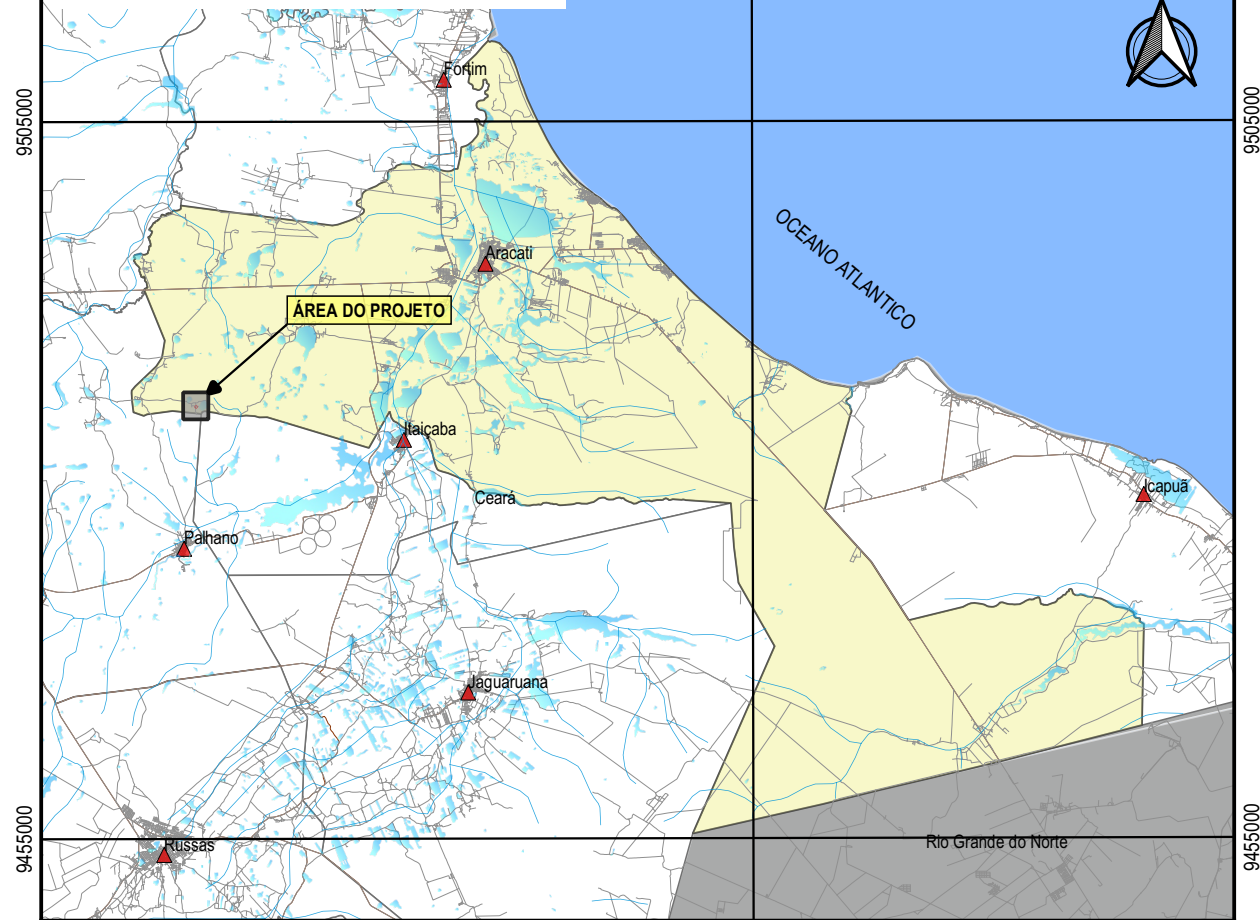 Fortim
9505000
9505000
OCEANO ATLANTICO
Aracati
ÁREA DO PROJETO
Itaiçaba
Icapuã
Ceará
Palhano
Jaguaruana
Russas
Rio Grande do Norte
9455000
9455000